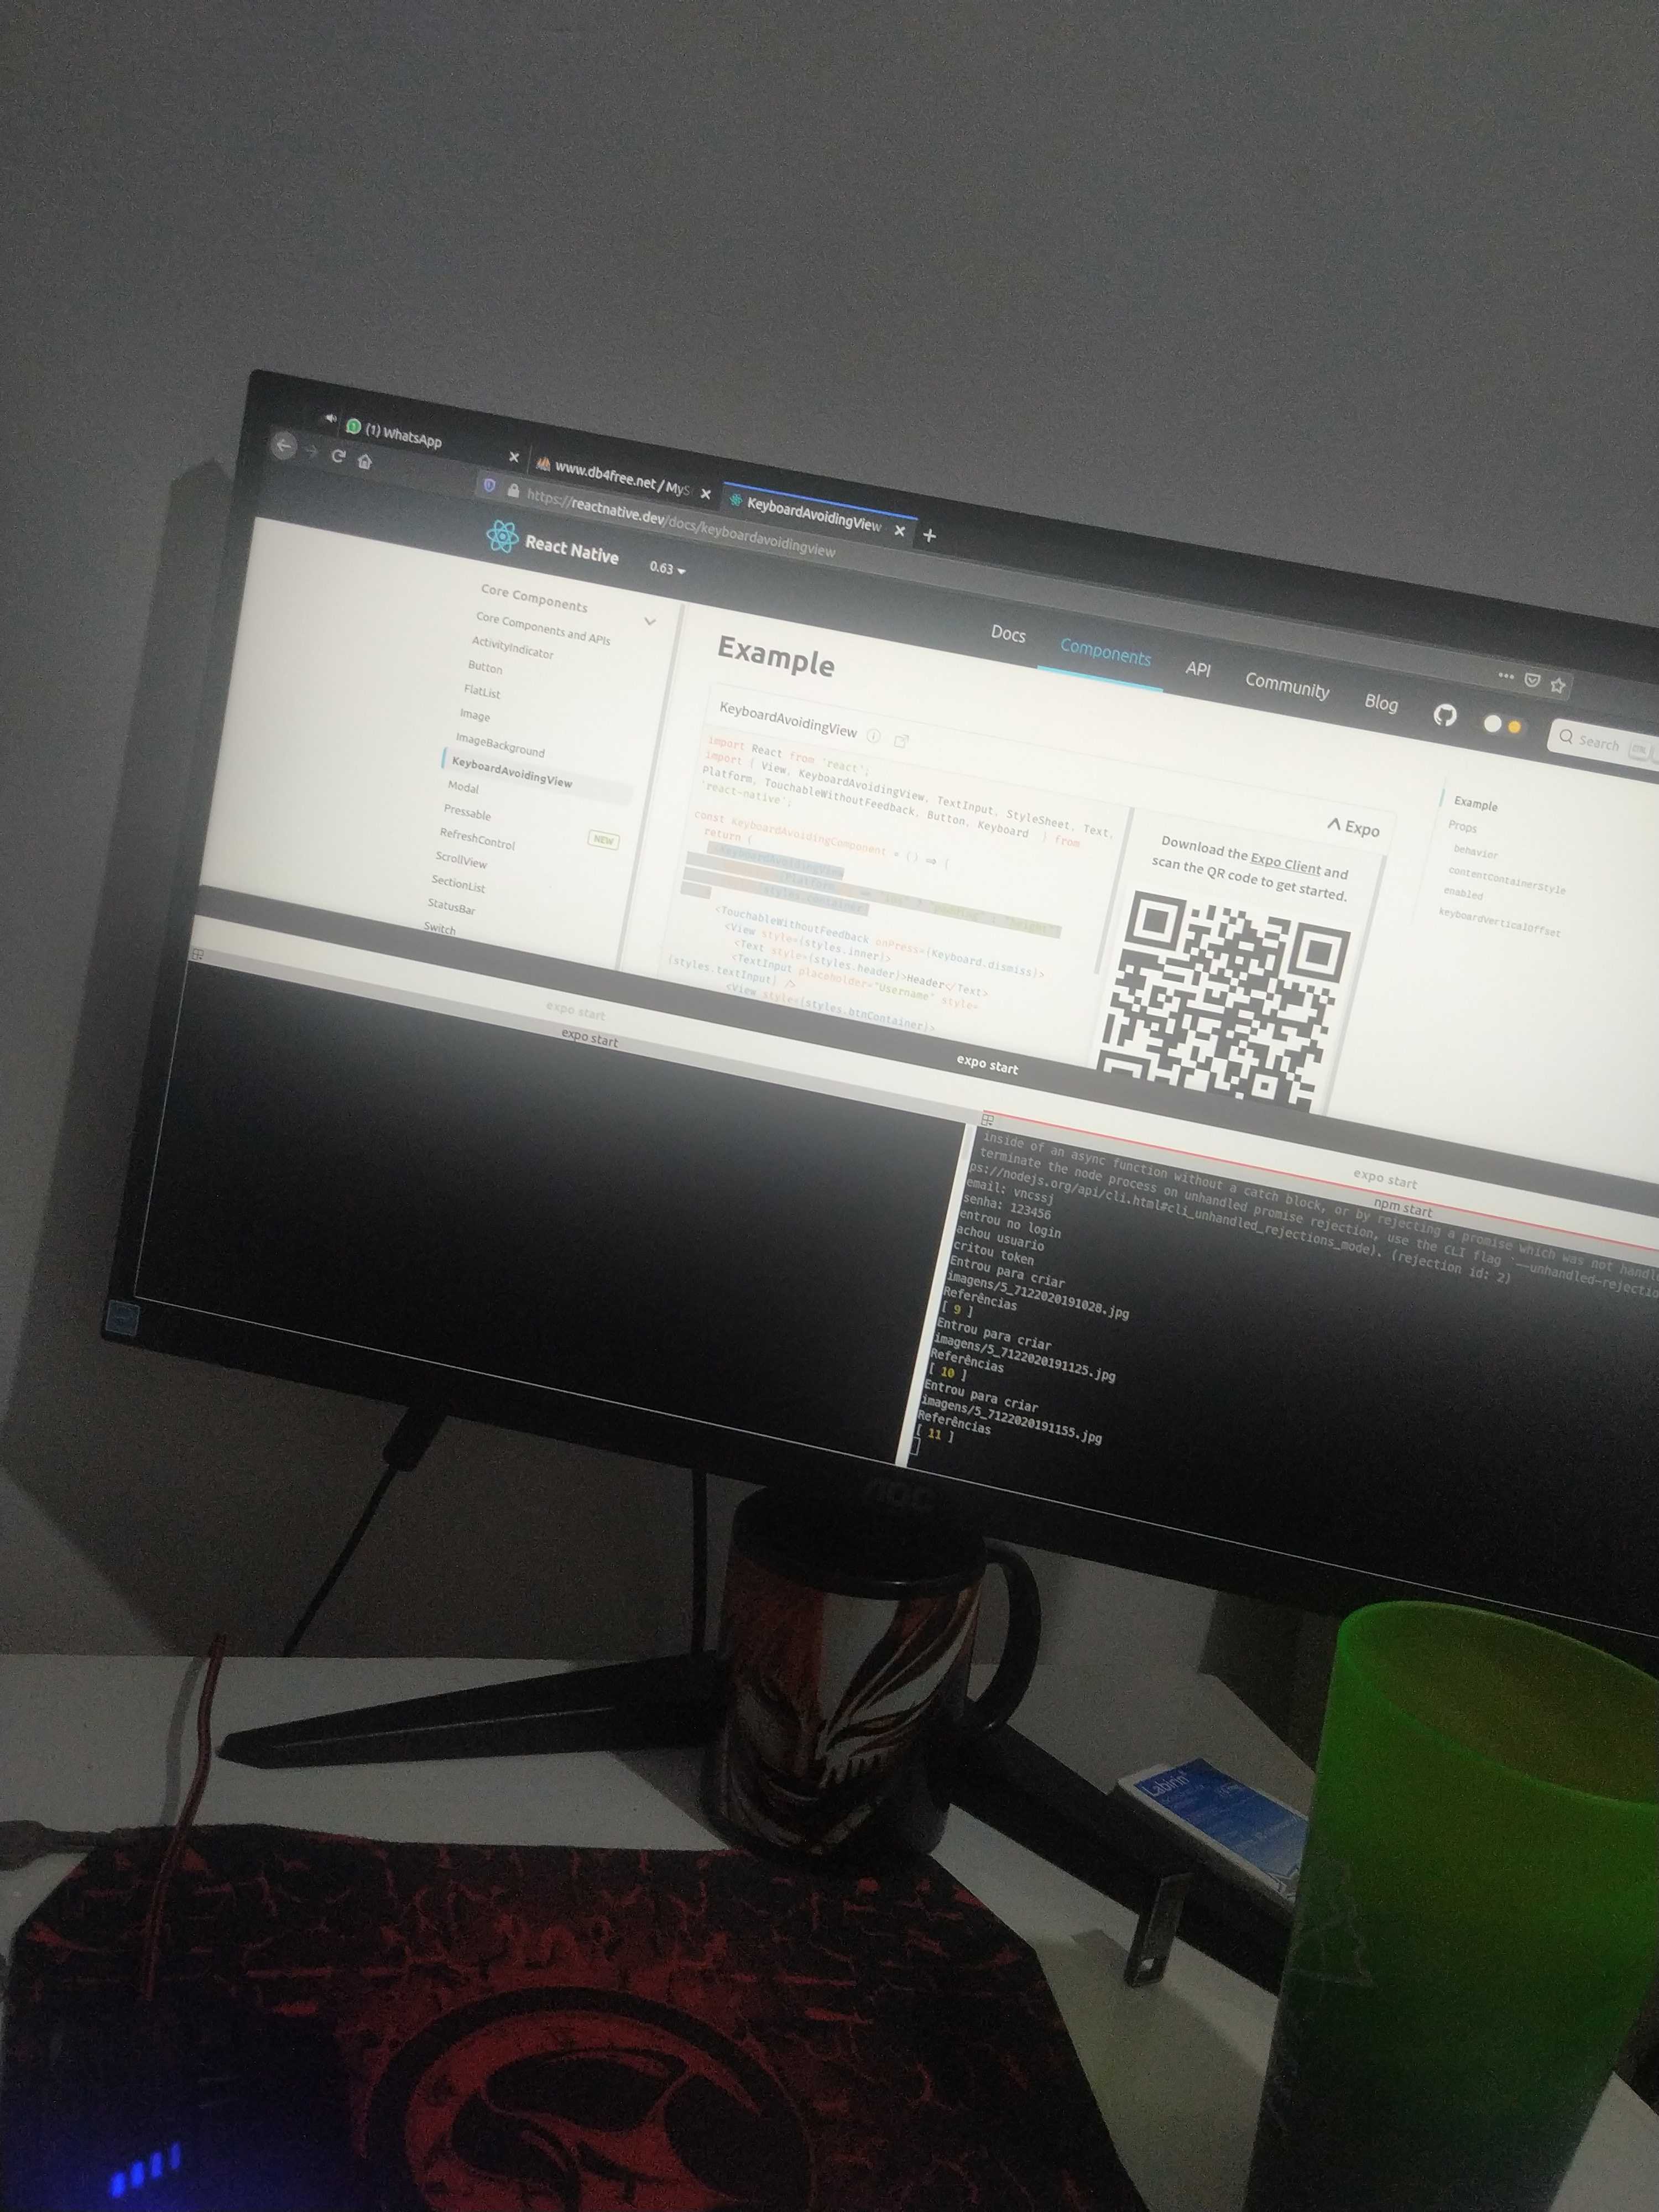 (1) WhatsApp
www.db4free.net / MyS
KeyboardAvoidingView
https://reactnative.dev/docs/keyboardavoidingview
React Native
0.63
Docs
Components
API
Community
Blog
Search
Core Components
Core Components and APIs
ActivityIndicator
Button
FlatList
Image
ImageBackground
KeyboardAvoidingView
Modal
Pressable
RefreshControl
NEW
ScrollView
SectionList
StatusBar
Switch
Example
KeyboardAvoidingView
import React from 'react';
import { View, KeyboardAvoidingView, TextInput, StyleSheet, Text,
Platform, TouchableWithoutFeedback, Button, Keyboard } from
'react-native';
const KeyboardAvoidingComponent = () => {
return (
<TouchableWithoutFeedback onPress={Keyboard.dismiss}>
<View style={styles.inner}>
<Text style={styles.header}>Header</Text>
<TextInput placeholder="Username" style=
{styles.textInput} />
<View style={styles.btnContainer}>
Expo
Download the Expo Client and
scan the QR code to get started.
Example
Props
behavior
contentContainerStyle
enabled
keyboardVerticalOffset
expo start
expo start
expo start
expo start
npm start
inside of an async function without a catch block, or by rejecting a promise which was not handl
terminate the node process on unhandled promise rejection, use the CLI flag `--unhandled-rejectio
ps://nodejs.org/api/cli.html#cli_unhandled_rejections_mode). (rejection id: 2)
email: vncssj
senha: 123456
entrou no login
achou usuario
critou token
Entrou para criar
imagens/5_7122020191028.jpg
Referências
[ 9 ]
Entrou para criar
imagens/5_7122020191125.jpg
Referências
[ 10 ]
Entrou para criar
imagens/5_7122020191155.jpg
Referências
[ 11 ]
AOC
Labirin